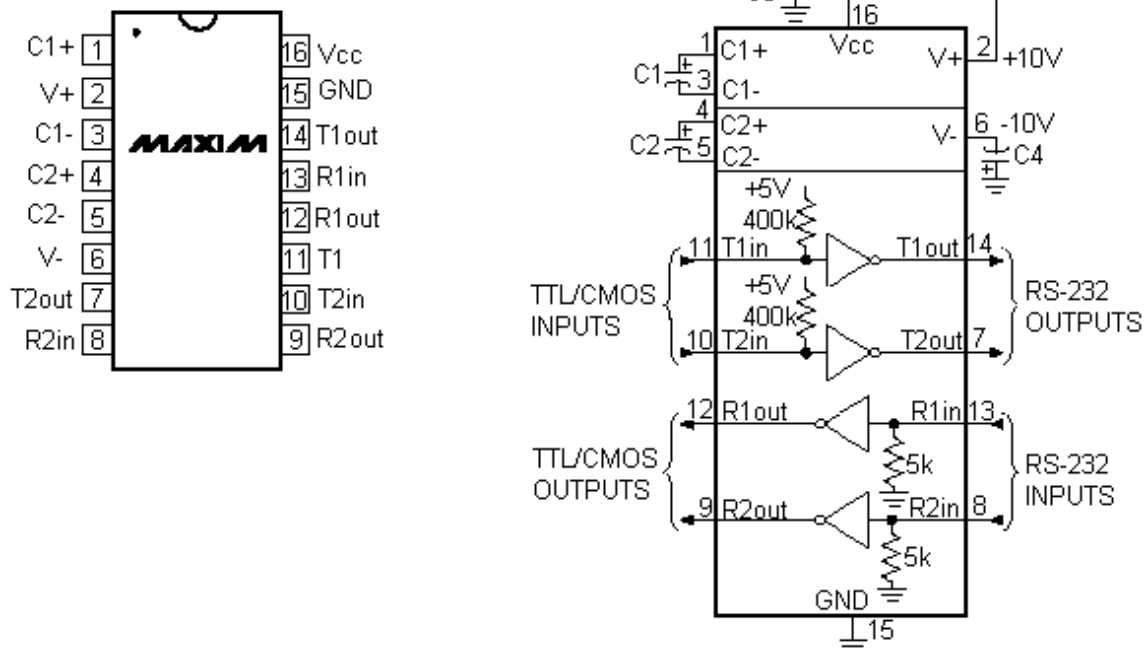 C1+ 1
V+ 2
C1- 3
C2+ 4
C2- 5
V- 6
T2out 7
R2in 8
MAXIM
16 Vcc
15 GND
14 T1out
13 R1in
12 R1out
11 T1
10 T2in
9 R2out
16
Vcc
1 C1+
C1
3 C1-
V+ 2 +10V
4 C2+
C2
5 C2-
V- 6 -10V
C4
+5V
400k
11 T1in
T1out 14
+5V
400k
10 T2in
T2out 7
TTL/CMOS
INPUTS
RS-232
OUTPUTS
12 R1out
R1in 13
5k
9 R2out
R2in 8
5k
TTL/CMOS
OUTPUTS
RS-232
INPUTS
GND
15